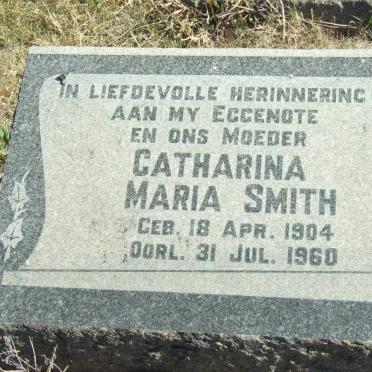 IN LIEFDEVOLLE HERINNERING
AAN MY EGGENOTE
EN ONS MOEDER
CATHARINA
MARIA SMITH
GEB. 18 APR. 1904
OORL. 31 JUL. 1960